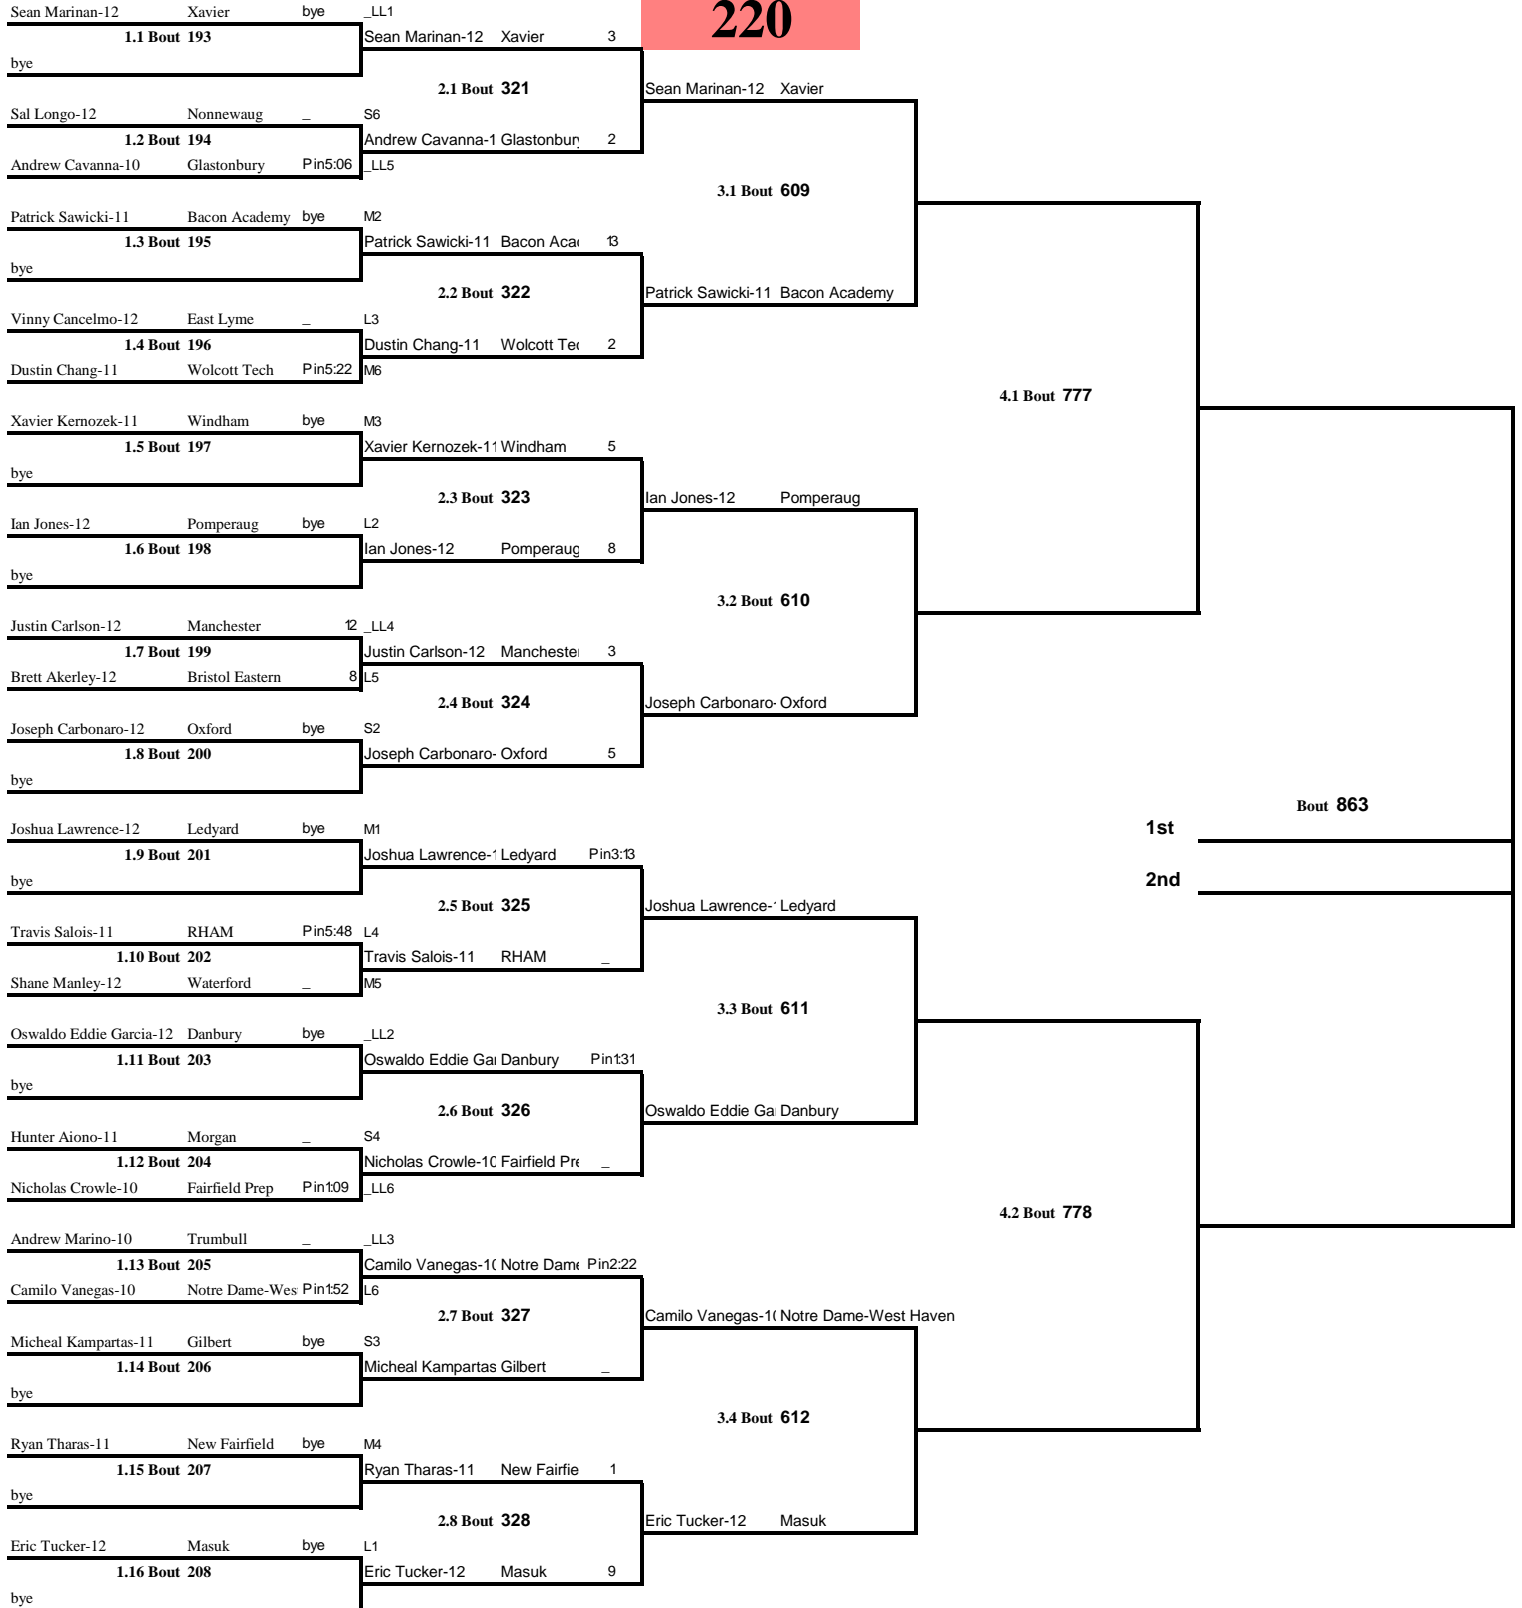 220
Sean Marinan-12 Xavier bye _LL1
1.1 Bout 193 Sean Marinan-12 Xavier 3
bye
2.1 Bout 321 Sean Marinan-12 Xavier
Sal Longo-12 Nonnewaug _ S6
1.2 Bout 194 Andrew Cavanna-1 Glastonbury 2
Andrew Cavanna-10 Glastonbury Pin5:06 _LL5
3.1 Bout 609
Patrick Sawicki-11 Bacon Academy bye M2
1.3 Bout 195 Patrick Sawicki-11 Bacon Aca 13
bye
2.2 Bout 322 Patrick Sawicki-11 Bacon Academy
Vinny Cancelmo-12 East Lyme _ L3
1.4 Bout 196 Dustin Chang-11 Wolcott Tec 2
Dustin Chang-11 Wolcott Tech Pin5:22 M6
4.1 Bout 777
Xavier Kernozek-11 Windham bye M3
1.5 Bout 197 Xavier Kernozek-11 Windham 5
bye
2.3 Bout 323 Ian Jones-12 Pomperaug
Ian Jones-12 Pomperaug bye L2
1.6 Bout 198 Ian Jones-12 Pomperaug 8
bye
3.2 Bout 610
Justin Carlson-12 Manchester 12 _LL4
1.7 Bout 199 Justin Carlson-12 Manchester 3
Brett Akerley-12 Bristol Eastern 8 L5
2.4 Bout 324 Joseph Carbonaro- Oxford
Joseph Carbonaro-12 Oxford bye S2
1.8 Bout 200 Joseph Carbonaro- Oxford 5
bye
Bout 863
Joshua Lawrence-12 Ledyard bye M1 1st
1.9 Bout 201 Joshua Lawrence-1 Ledyard Pin3:13
bye 2nd
2.5 Bout 325 Joshua Lawrence-1 Ledyard
Travis Salois-11 RHAM Pin5:48 L4
1.10 Bout 202 Travis Salois-11 RHAM _
Shane Manley-12 Waterford _ M5
3.3 Bout 611
Oswaldo Eddie Garcia-12 Danbury bye _LL2
1.11 Bout 203 Oswaldo Eddie Gar Danbury Pin1:31
bye
2.6 Bout 326 Oswaldo Eddie Ga Danbury
Hunter Aiono-11 Morgan _ S4
1.12 Bout 204 Nicholas Crowle-10 Fairfield Pre _
Nicholas Crowle-10 Fairfield Prep Pin1:09 _LL6
4.2 Bout 778
Andrew Marino-10 Trumbull _ _LL3
1.13 Bout 205 Camilo Vanegas-10 Notre Dame Pin2:22
Camilo Vanegas-10 Notre Dame-Wes Pin1:52 L6
2.7 Bout 327 Camilo Vanegas-10 Notre Dame-West Haven
Micheal Kampartas-11 Gilbert bye S3
1.14 Bout 206 Micheal Kampartas Gilbert _
bye
3.4 Bout 612
Ryan Tharas-11 New Fairfield bye M4
1.15 Bout 207 Ryan Tharas-11 New Fairfie 1
bye
2.8 Bout 328 Eric Tucker-12 Masuk
Eric Tucker-12 Masuk bye L1
1.16 Bout 208 Eric Tucker-12 Masuk 9
bye